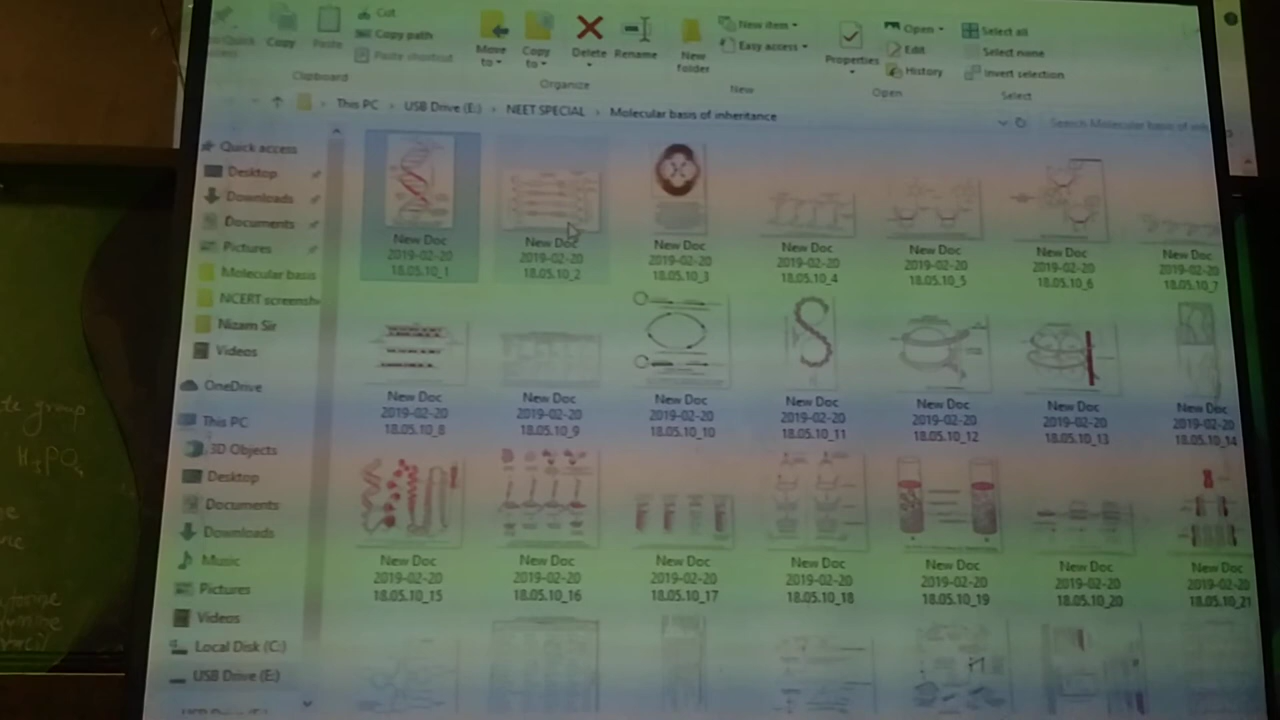 Cut
Copy path
Paste shortcut
Copy
Paste
Clipboard
Move to
Copy to
Delete
Rename
Organize
New folder
New item
Easy access
New
Properties
Open
Edit
History
Open
Select all
Select none
Invert selection
Select
This PC > USB Drive (E:) > NEET SPECIAL > Molecular basis of inheritance
Search Molecular basis of
Quick access
Desktop
Downloads
Documents
Pictures
Molecular basis
NCERT screensh
Nizam Sir
Videos
OneDrive
This PC
3D Objects
Desktop
Documents
Downloads
Music
Pictures
Videos
Local Disk (C:)
USB Drive (E:)
New Doc 2019-02-20 18.05.10_1
New Doc 2019-02-20 18.05.10_2
New Doc 2019-02-20 18.05.10_3
New Doc 2019-02-20 18.05.10_4
New Doc 2019-02-20 18.05.10_5
New Doc 2019-02-20 18.05.10_6
New Doc 2019-02-20 18.05.10_7
New Doc 2019-02-20 18.05.10_8
New Doc 2019-02-20 18.05.10_9
New Doc 2019-02-20 18.05.10_10
New Doc 2019-02-20 18.05.10_11
New Doc 2019-02-20 18.05.10_12
New Doc 2019-02-20 18.05.10_13
New Doc 2019-02-20 18.05.10_14
New Doc 2019-02-20 18.05.10_15
New Doc 2019-02-20 18.05.10_16
New Doc 2019-02-20 18.05.10_17
New Doc 2019-02-20 18.05.10_18
New Doc 2019-02-20 18.05.10_19
New Doc 2019-02-20 18.05.10_20
New Doc 2019-02-20 18.05.10_21
group